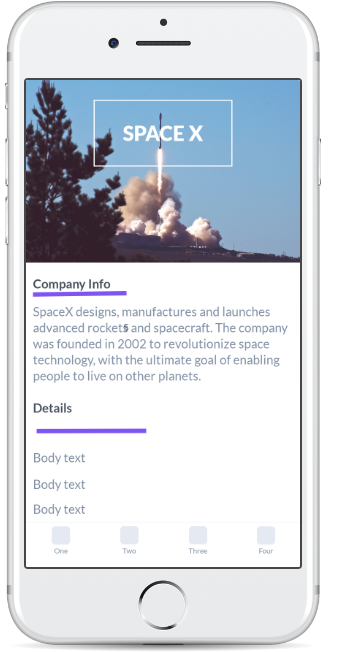 SPACE X
Company Info
SpaceX designs, manufactures and launches
advanced rockets and spacecraft. The company
was founded in 2002 to revolutionize space
technology, with the ultimate goal of enabling
people to live on other planets.
Details
Body text
Body text
Body text
One Two Three Four